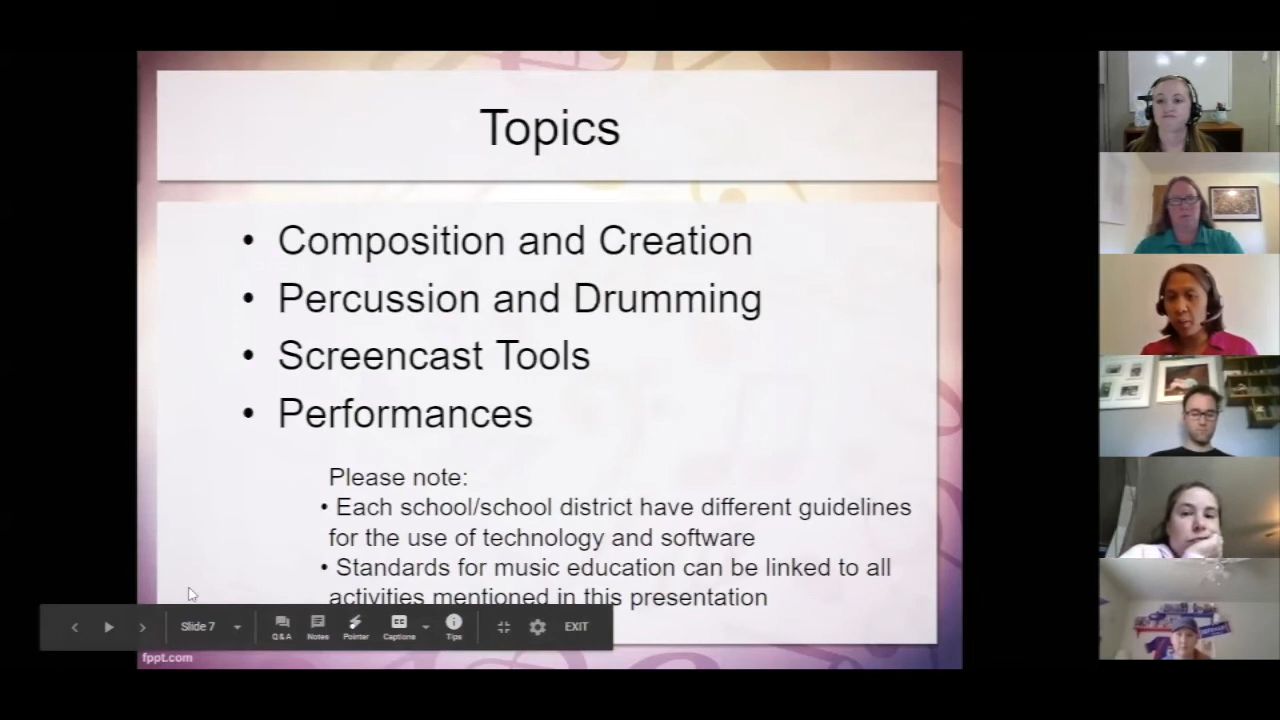 Topics
• Composition and Creation
• Percussion and Drumming
• Screencast Tools
• Performances
Please note:
• Each school/school district have different guidelines
for the use of technology and software
• Standards for music education can be linked to all
activities mentioned in this presentation
Slide 7
Q&A
Notes
Pointer
CC
Captions
Tips
EXIT
fppt.com